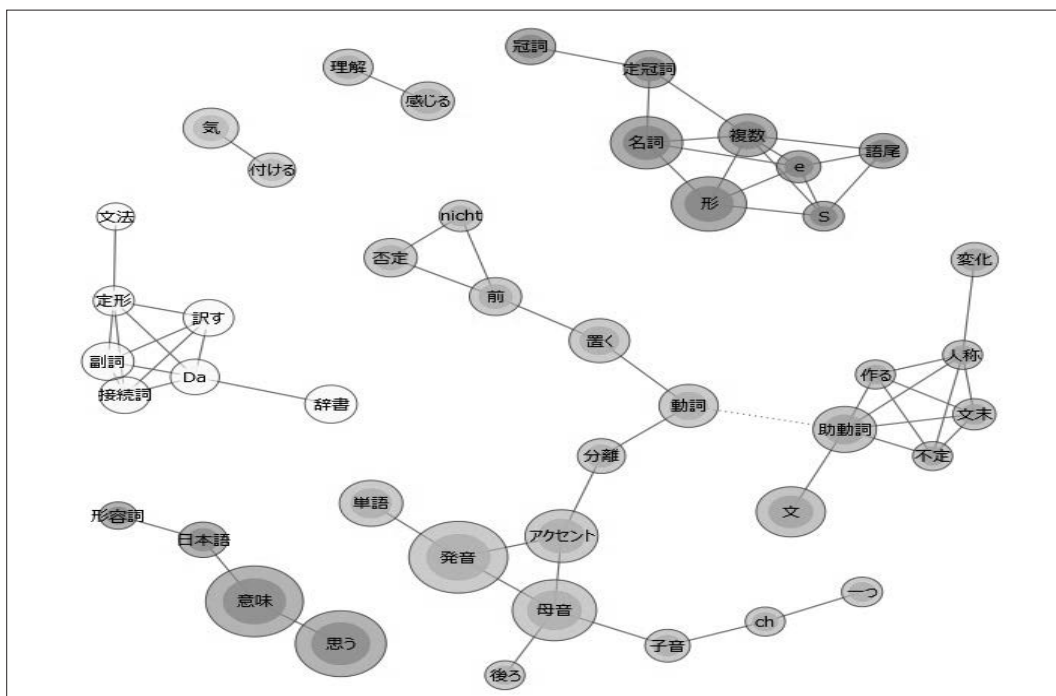 冠詞
理解
定冠詞
感じる
気
複数
名詞
語尾
e
付ける
形
文法
nicht
S
否定
変化
前
定形
訳す
置く
人称
副詞
作る
Da
接続詞
辞書
動詞
文末
助動詞
分離
不定
単語
文
形容詞
日本語
アクセント
発音
一つ
意味
母音
ch
思う
子音
後ろ